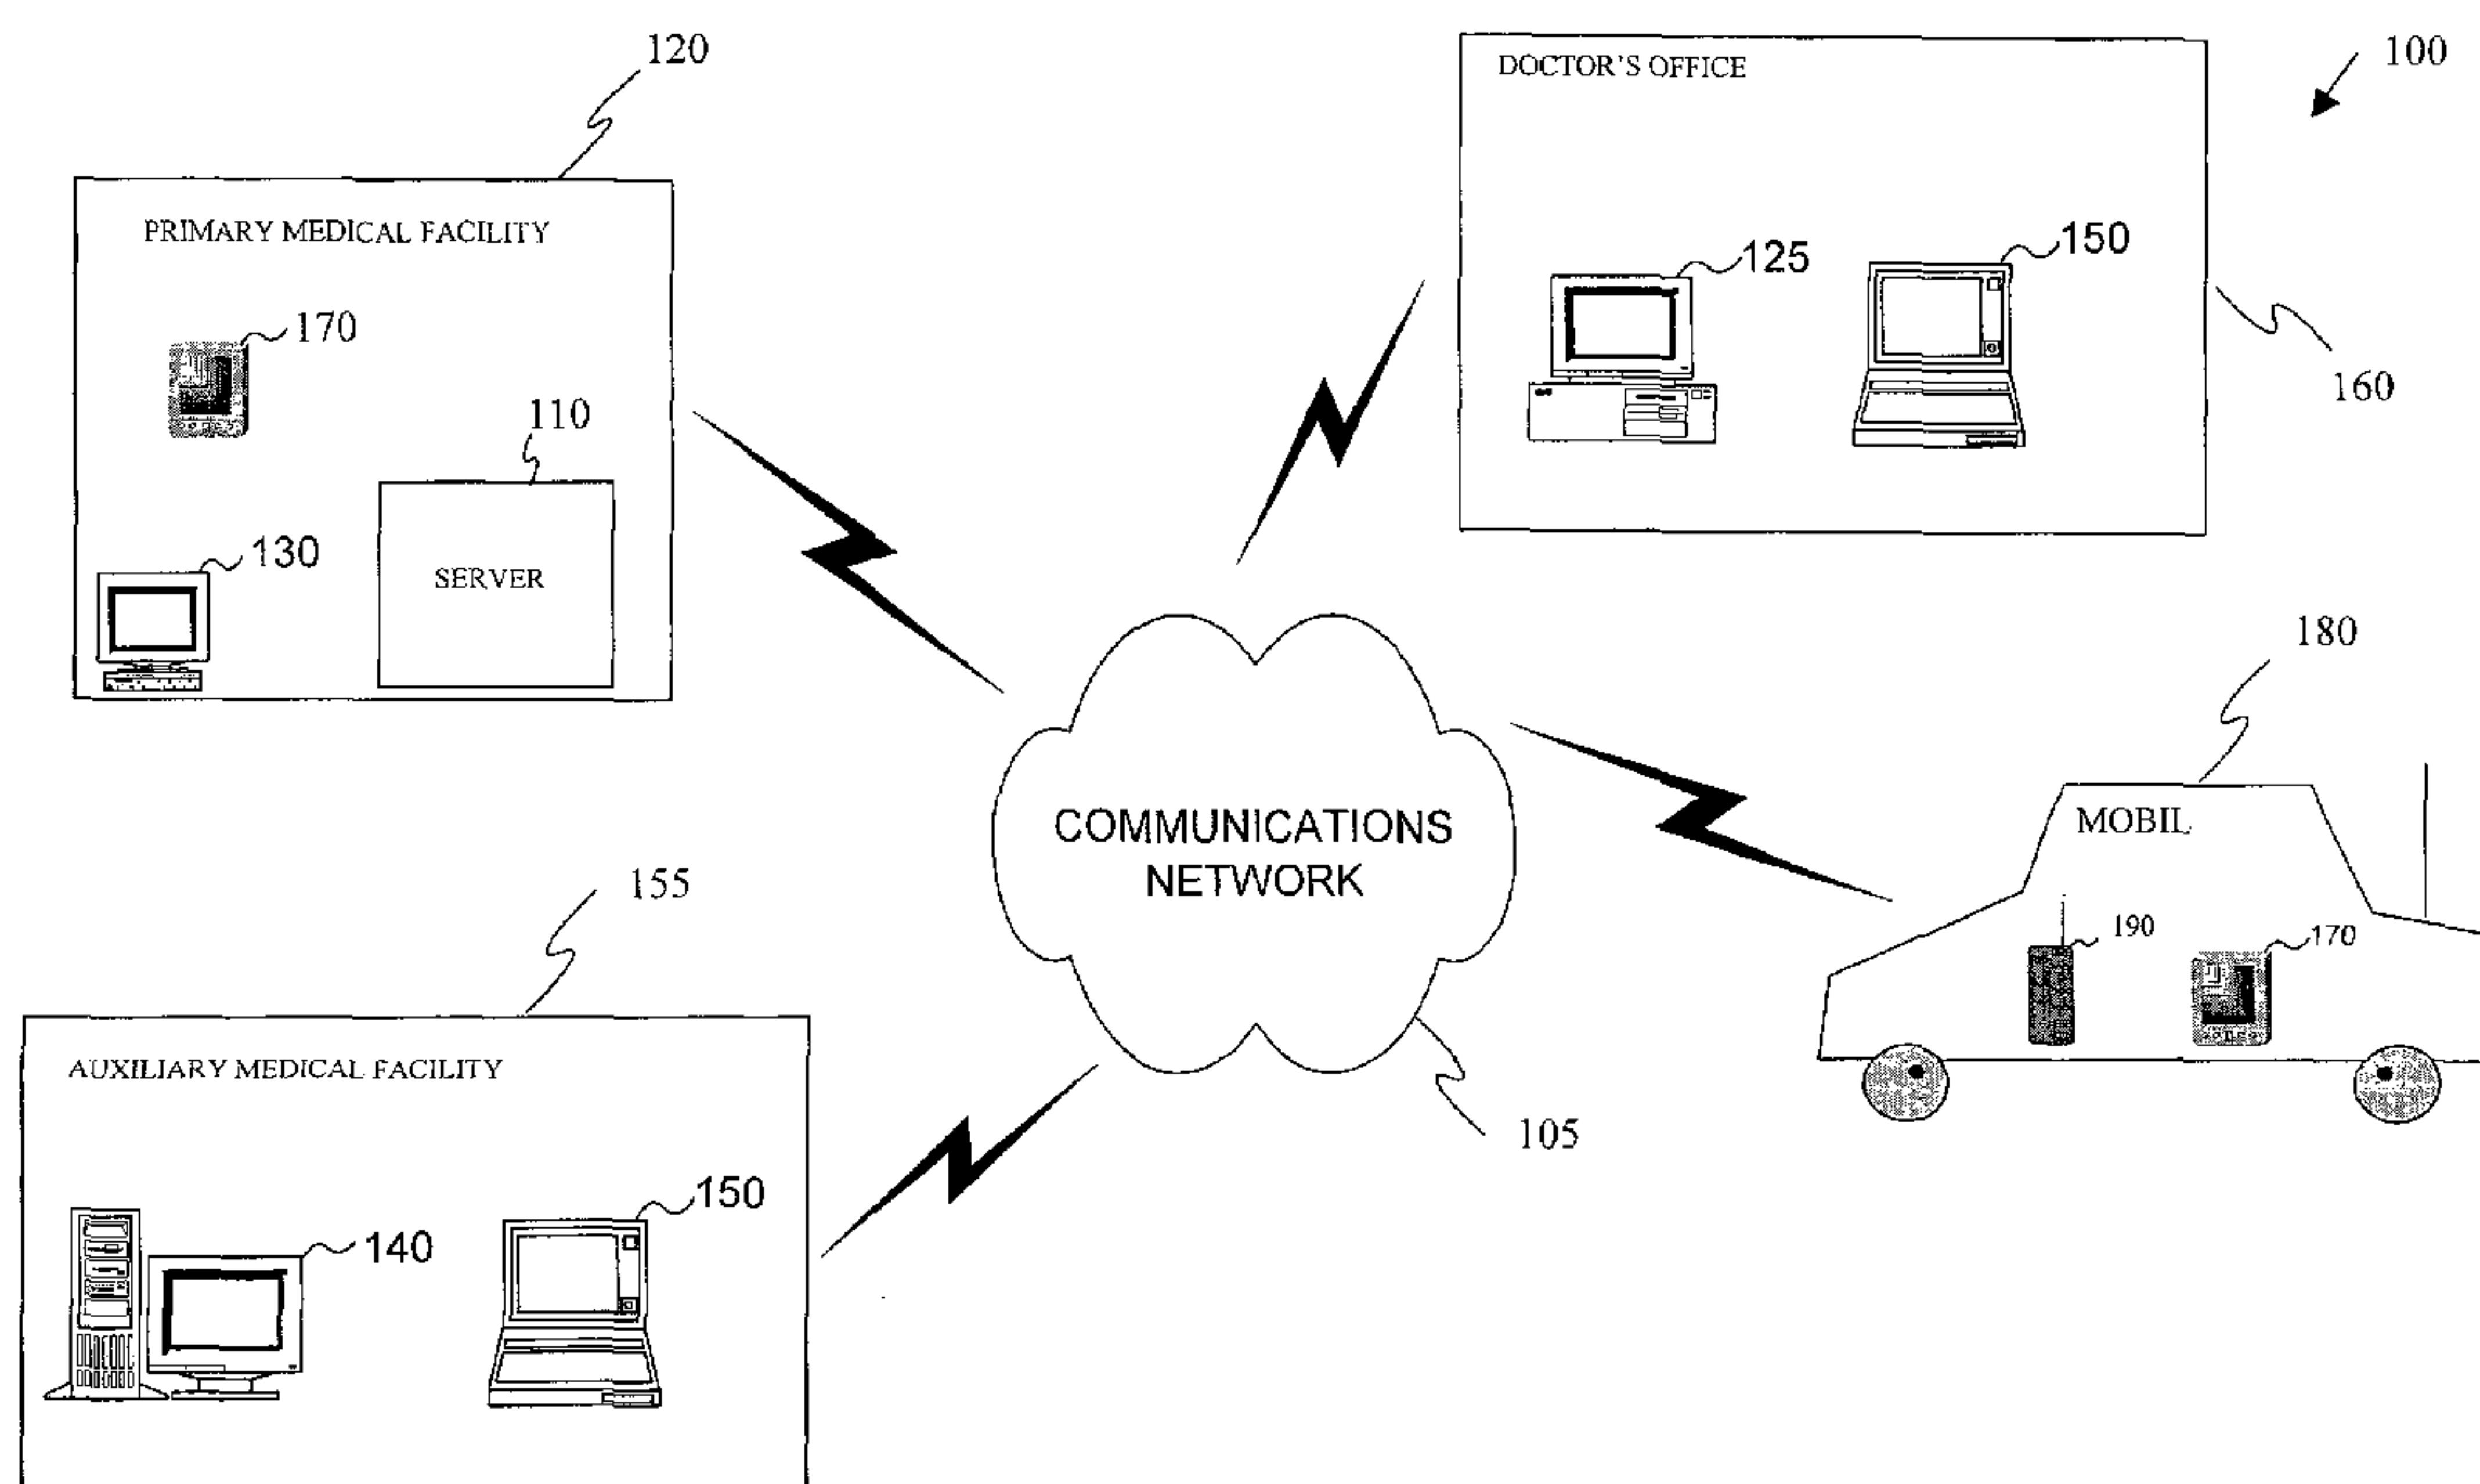 120
PRIMARY MEDICAL FACILITY
170
110
130
SERVER
DOCTOR'S OFFICE
100
125
150
160
COMMUNICATIONS
NETWORK
105
180
MOBIL
190
170
155
AUXILIARY MEDICAL FACILITY
140
150